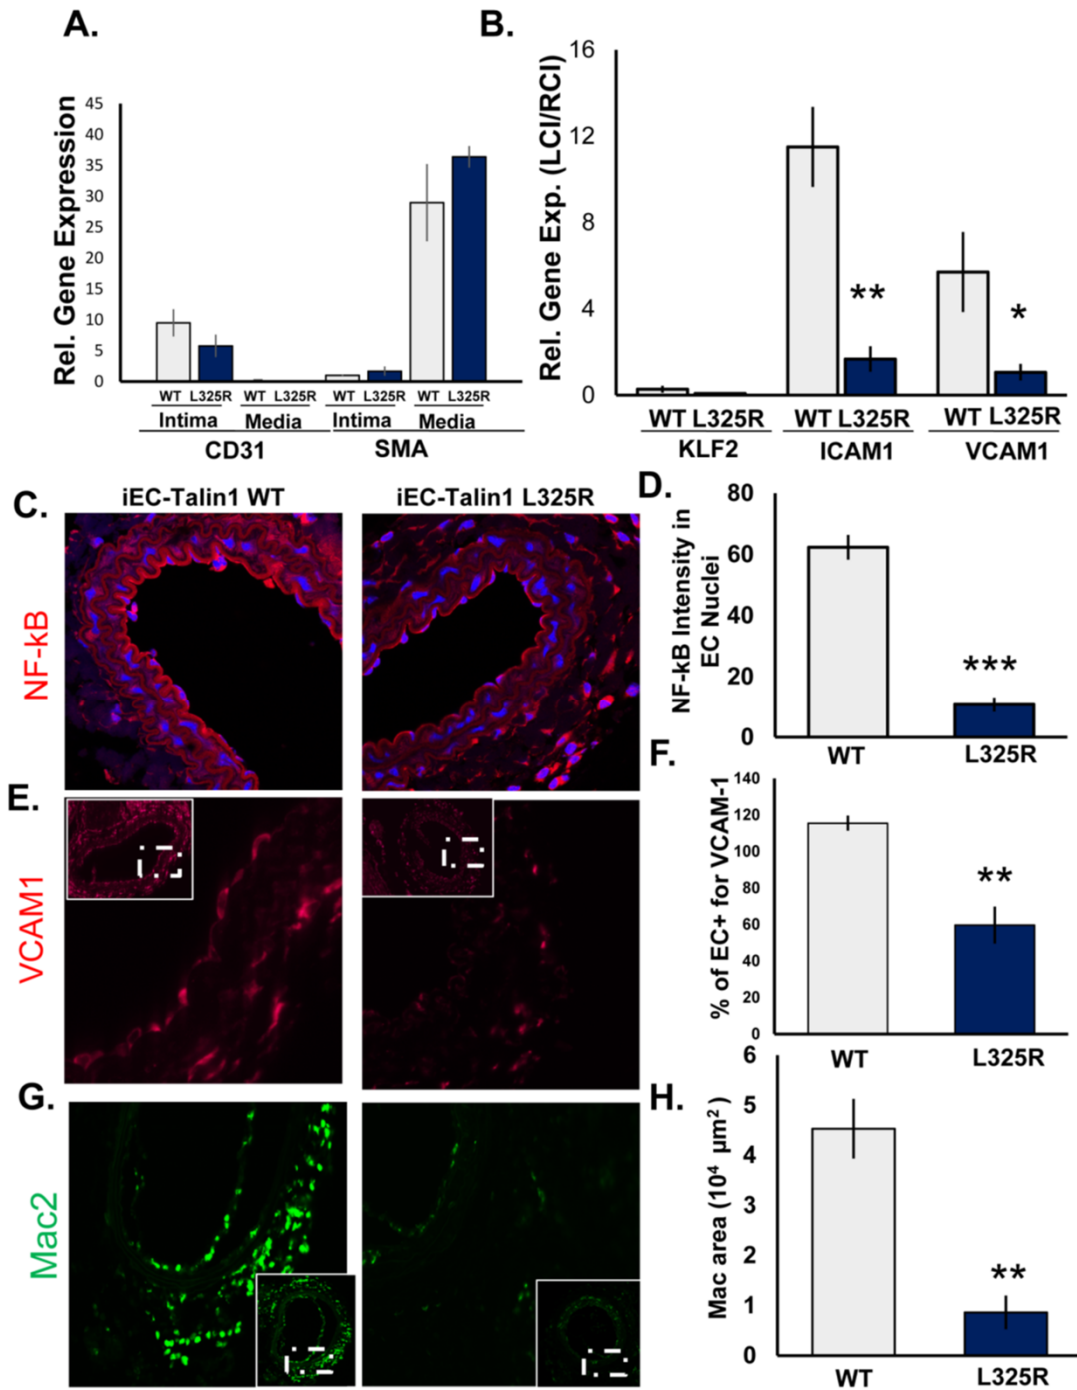 A.
Rel. Gene Expression
45
40
35
30
25
20
15
10
5
0
WT L325R WT L325R WT L325R WT L325R
Intima Media Intima Media
CD31 SMA
B.
Rel. Gene Exp. (LCI/RCI)
16
12
8
4
0
** *
WT L325R WT L325R WT L325R
KLF2 ICAM1 VCAM1
C.
iEC-Talin1 WT iEC-Talin1 L325R
NF-kB
D.
NF-kB Intensity in
EC Nuclei
80
60
40
20
0
***
WT L325R
E.
VCAM1
F.
% of EC+ for VCAM-1
140
120
100
80
60
40
20
0
**
WT L325R
G.
Mac2
H.
Mac area (10⁴ µm²)
6
5
4
3
2
1
0
**
WT L325R